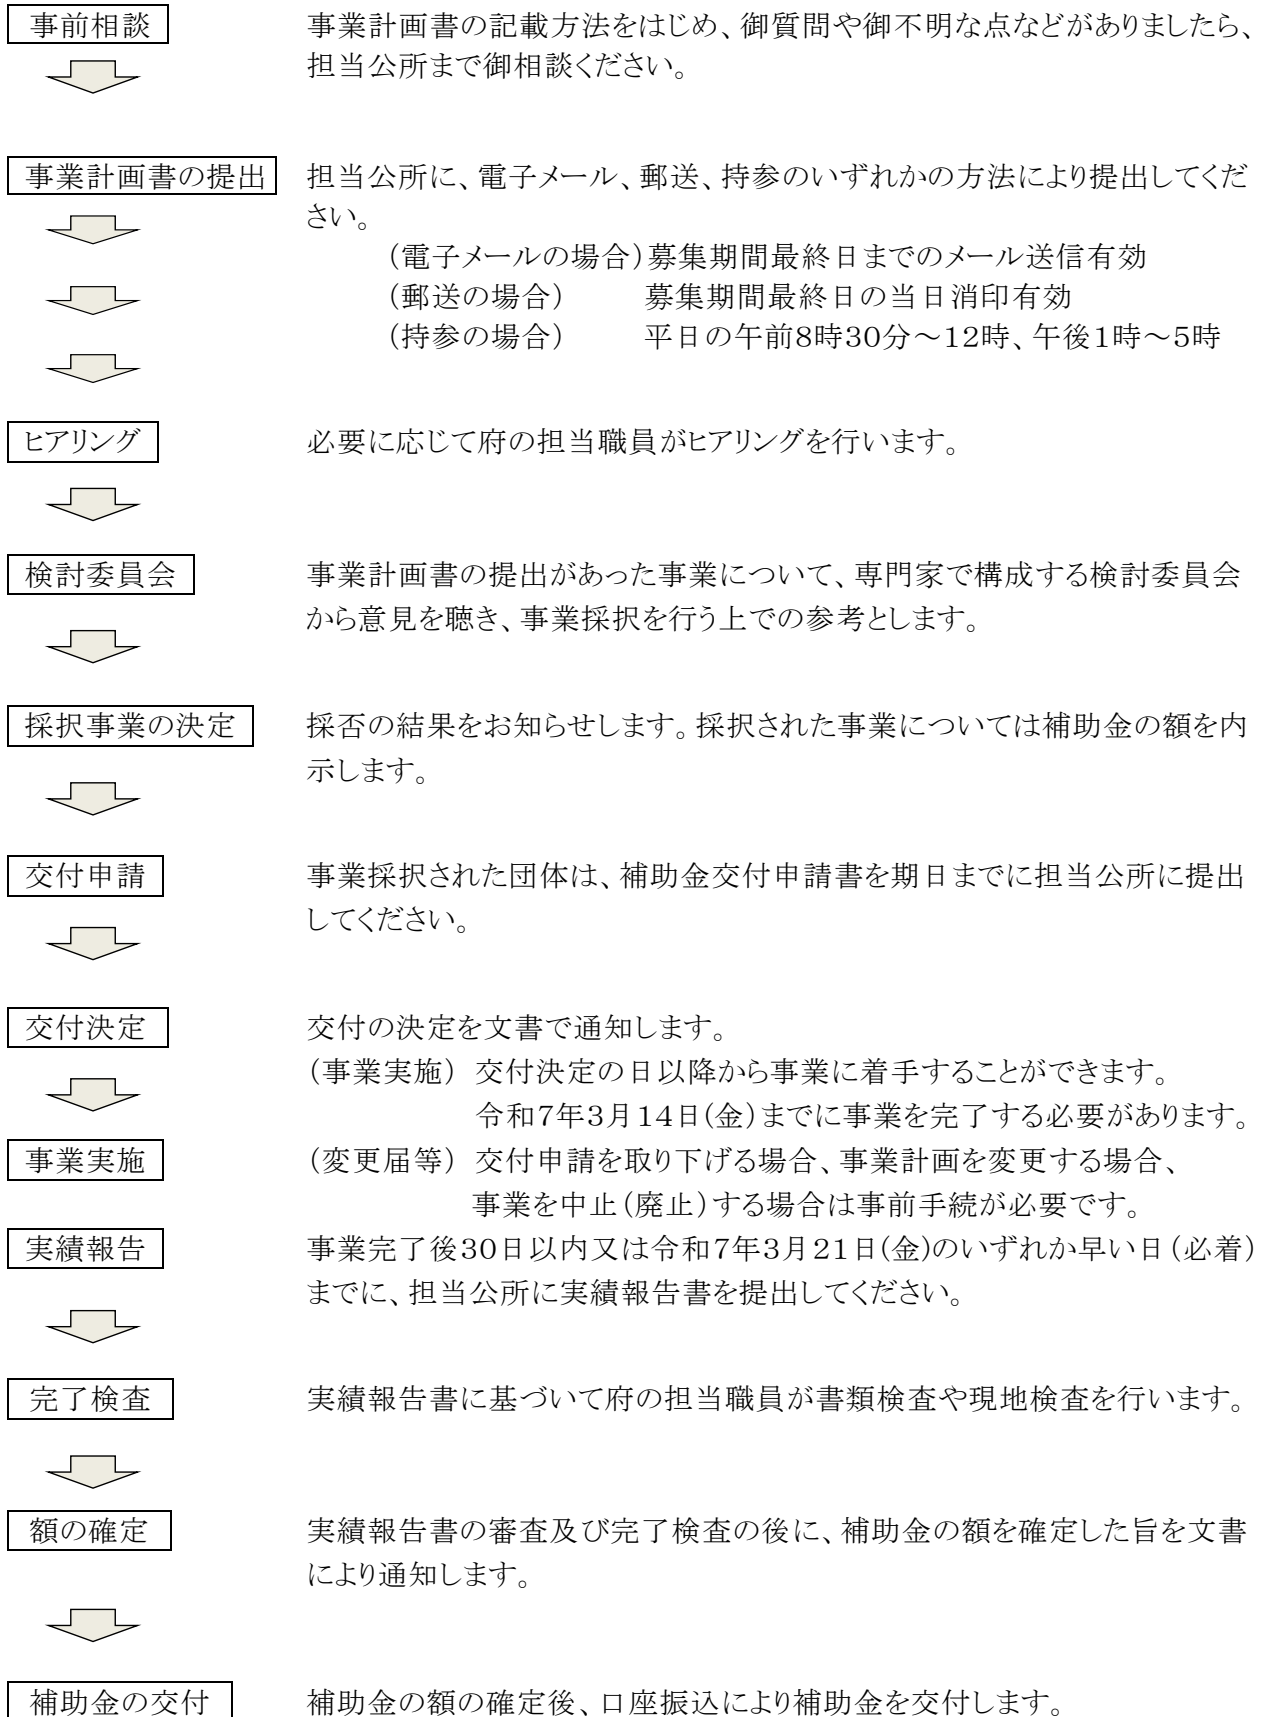 事前相談
事業計画書の記載方法をはじめ、御質問や御不明な点などがありましたら、
担当公所まで御相談ください。
事業計画書の提出
担当公所に、電子メール、郵送、持参のいずれかの方法により提出してくだ
さい。
(電子メールの場合)募集期間最終日までのメール送信有効
(郵送の場合) 募集期間最終日の当日消印有効
(持参の場合) 平日の午前8時30分～12時、午後1時～5時
ヒアリング
必要に応じて府の担当職員がヒアリングを行います。
検討委員会
事業計画書の提出があった事業について、専門家で構成する検討委員会
から意見を聴き、事業採択を行う上での参考とします。
採択事業の決定
採否の結果をお知らせします。採択された事業については補助金の額を内
示します。
交付申請
事業採択された団体は、補助金交付申請書を期日までに担当公所に提出
してください。
交付決定
交付の決定を文書で通知します。
(事業実施) 交付決定の日以降から事業に着手することができます。
令和7年3月14日(金)までに事業を完了する必要があります。
事業実施
(変更届等) 交付申請を取り下げる場合、事業計画を変更する場合、
事業を中止(廃止)する場合は事前手続が必要です。
実績報告
事業完了後30日以内又は令和7年3月21日(金)のいずれか早い日(必着)
までに、担当公所に実績報告書を提出してください。
完了検査
実績報告書に基づいて府の担当職員が書類検査や現地検査を行います。
額の確定
実績報告書の審査及び完了検査の後に、補助金の額を確定した旨を文書
により通知します。
補助金の交付
補助金の額の確定後、口座振込により補助金を交付します。